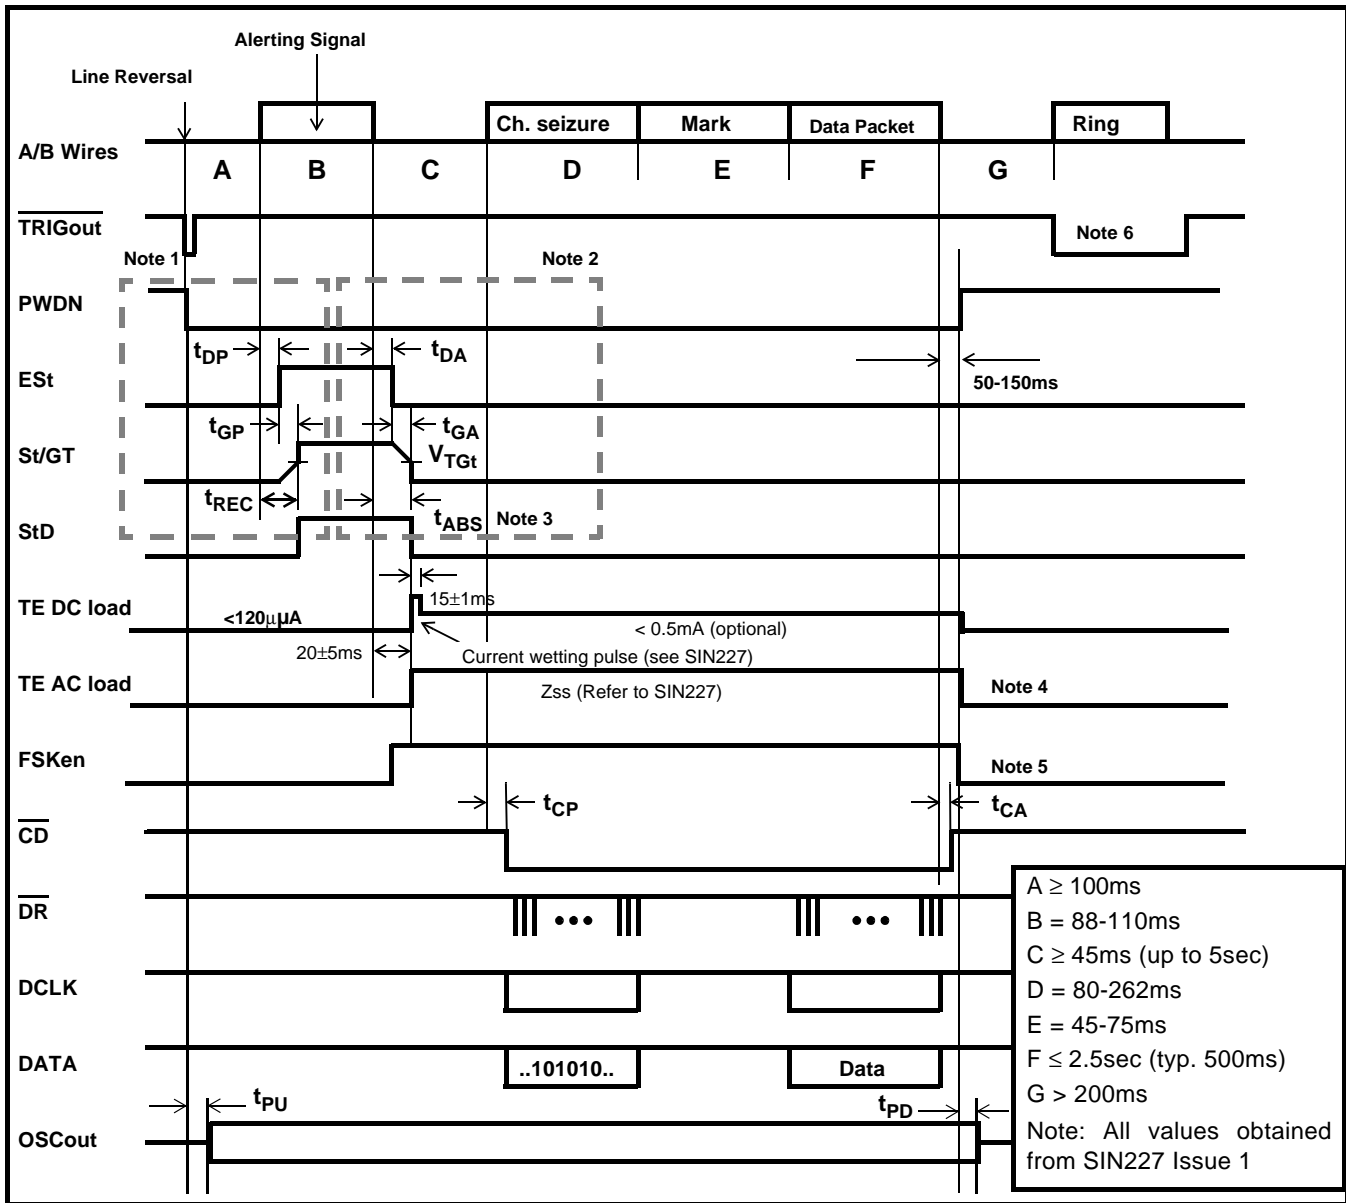 Alerting Signal
Line Reversal
Ch. seizure Mark Data Packet Ring
A/B Wires
A B C D E F G
TRIGout
Note 6
Note 1 Note 2
PWDN
tDP tDA
50-150ms
ESt
tGP tGA
St/GT VTGt
tREC tABS Note 3
StD
15±1ms
TE DC load
<120µµA < 0.5mA (optional)
20±5ms Current wetting pulse (see SIN227)
TE AC load Zss (Refer to SIN227) Note 4
FSKen Note 5
tCP tCA
CD
DR ••• •••
DCLK
DATA ..101010.. Data
tPU tPD
OSCout
A ≥ 100ms
B = 88-110ms
C ≥ 45ms (up to 5sec)
D = 80-262ms
E = 45-75ms
F ≤ 2.5sec (typ. 500ms)
G > 200ms
Note: All values obtained
from SIN227 Issue 1